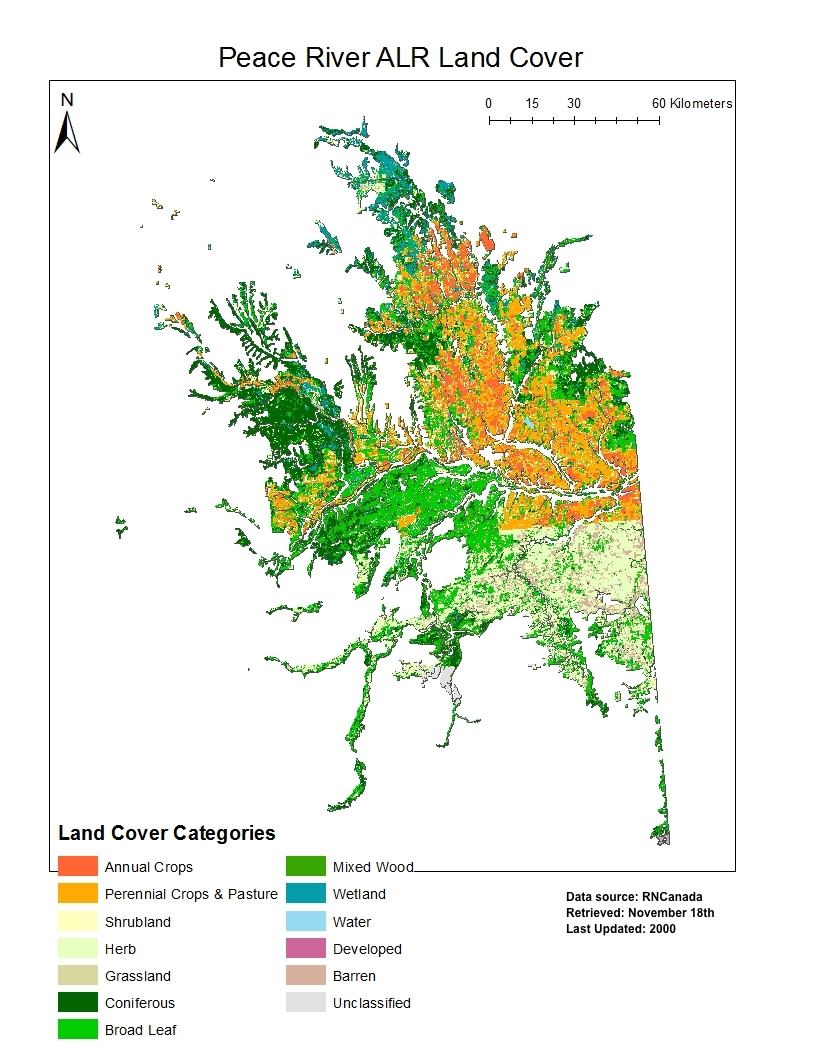 Peace River ALR Land Cover
N
0 15 30 60 Kilometers
Land Cover Categories
Annual Crops
Perennial Crops & Pasture
Shrubland
Herb
Grassland
Coniferous
Broad Leaf
Mixed Wood
Wetland
Water
Developed
Barren
Unclassified
Data source: RNCanada
Retrieved: November 18th
Last Updated: 2000